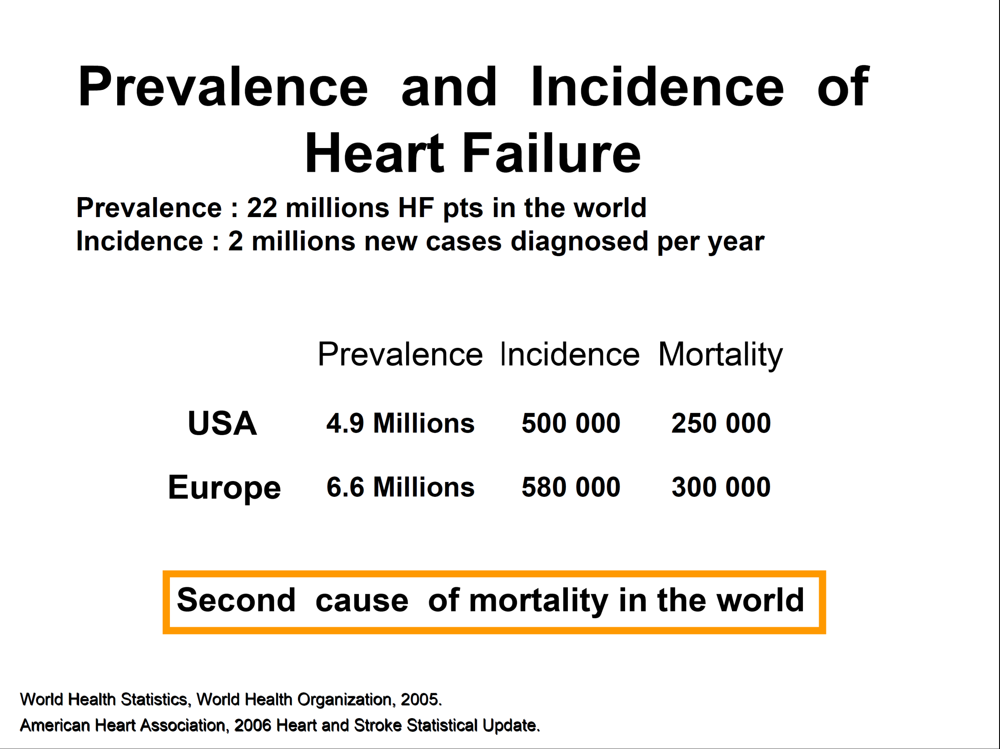 Prevalence and Incidence of
Heart Failure
Prevalence : 22 millions HF pts in the world
Incidence : 2 millions new cases diagnosed per year
Prevalence Incidence Mortality
USA 4.9 Millions 500 000 250 000
Europe 6.6 Millions 580 000 300 000
Second cause of mortality in the world
World Health Statistics, World Health Organization, 2005.
American Heart Association, 2006 Heart and Stroke Statistical Update.